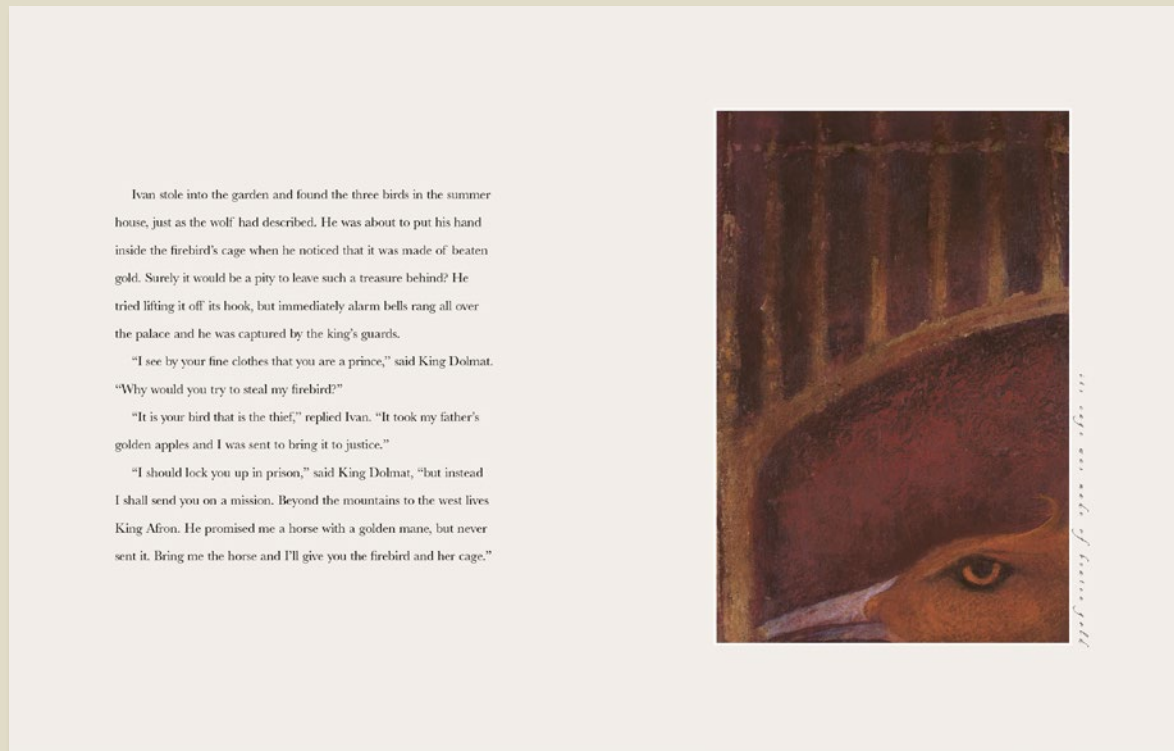 Ivan stole into the garden and found the three birds in the summer
house, just as the wolf had described. He was about to put his hand
inside the firebird’s cage when he noticed that it was made of beaten
gold. Surely it would be a pity to leave such a treasure behind? He
tried lifting it off its hook, but immediately alarm bells rang all over
the palace and he was captured by the king’s guards.
“I see by your fine clothes that you are a prince,” said King Dolmat.
“Why would you try to steal my firebird?”
“It is your bird that is the thief,” replied Ivan. “It took my father’s
golden apples and I was sent to bring it to justice.”
“I should lock you up in prison,” said King Dolmat, “but instead
I shall send you on a mission. Beyond the mountains to the west lives
King Afron. He promised me a horse with a golden mane, but never
sent it. Bring me the horse and I’ll give you the firebird and her cage.”
cage was made of beaten gold